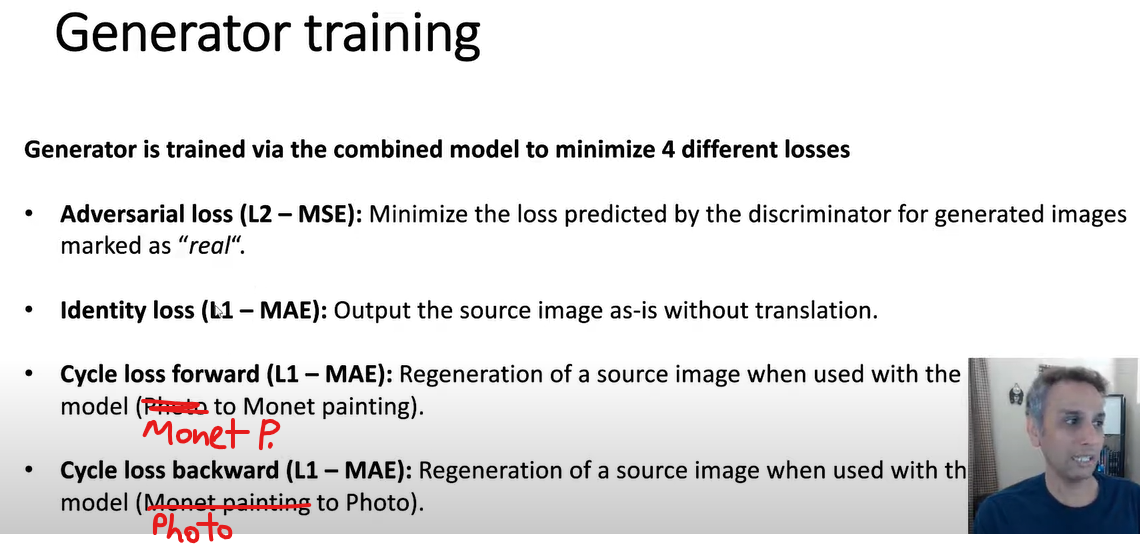 Generator training
Generator is trained via the combined model to minimize 4 different losses
• Adversarial loss (L2 – MSE): Minimize the loss predicted by the discriminator for generated images
marked as “real“.
• Identity loss (L1 – MAE): Output the source image as-is without translation.
• Cycle loss forward (L1 – MAE): Regeneration of a source image when used with the
model (Photo to Monet painting).
Monet P.
• Cycle loss backward (L1 – MAE): Regeneration of a source image when used with th
model (Monet painting to Photo).
Photo